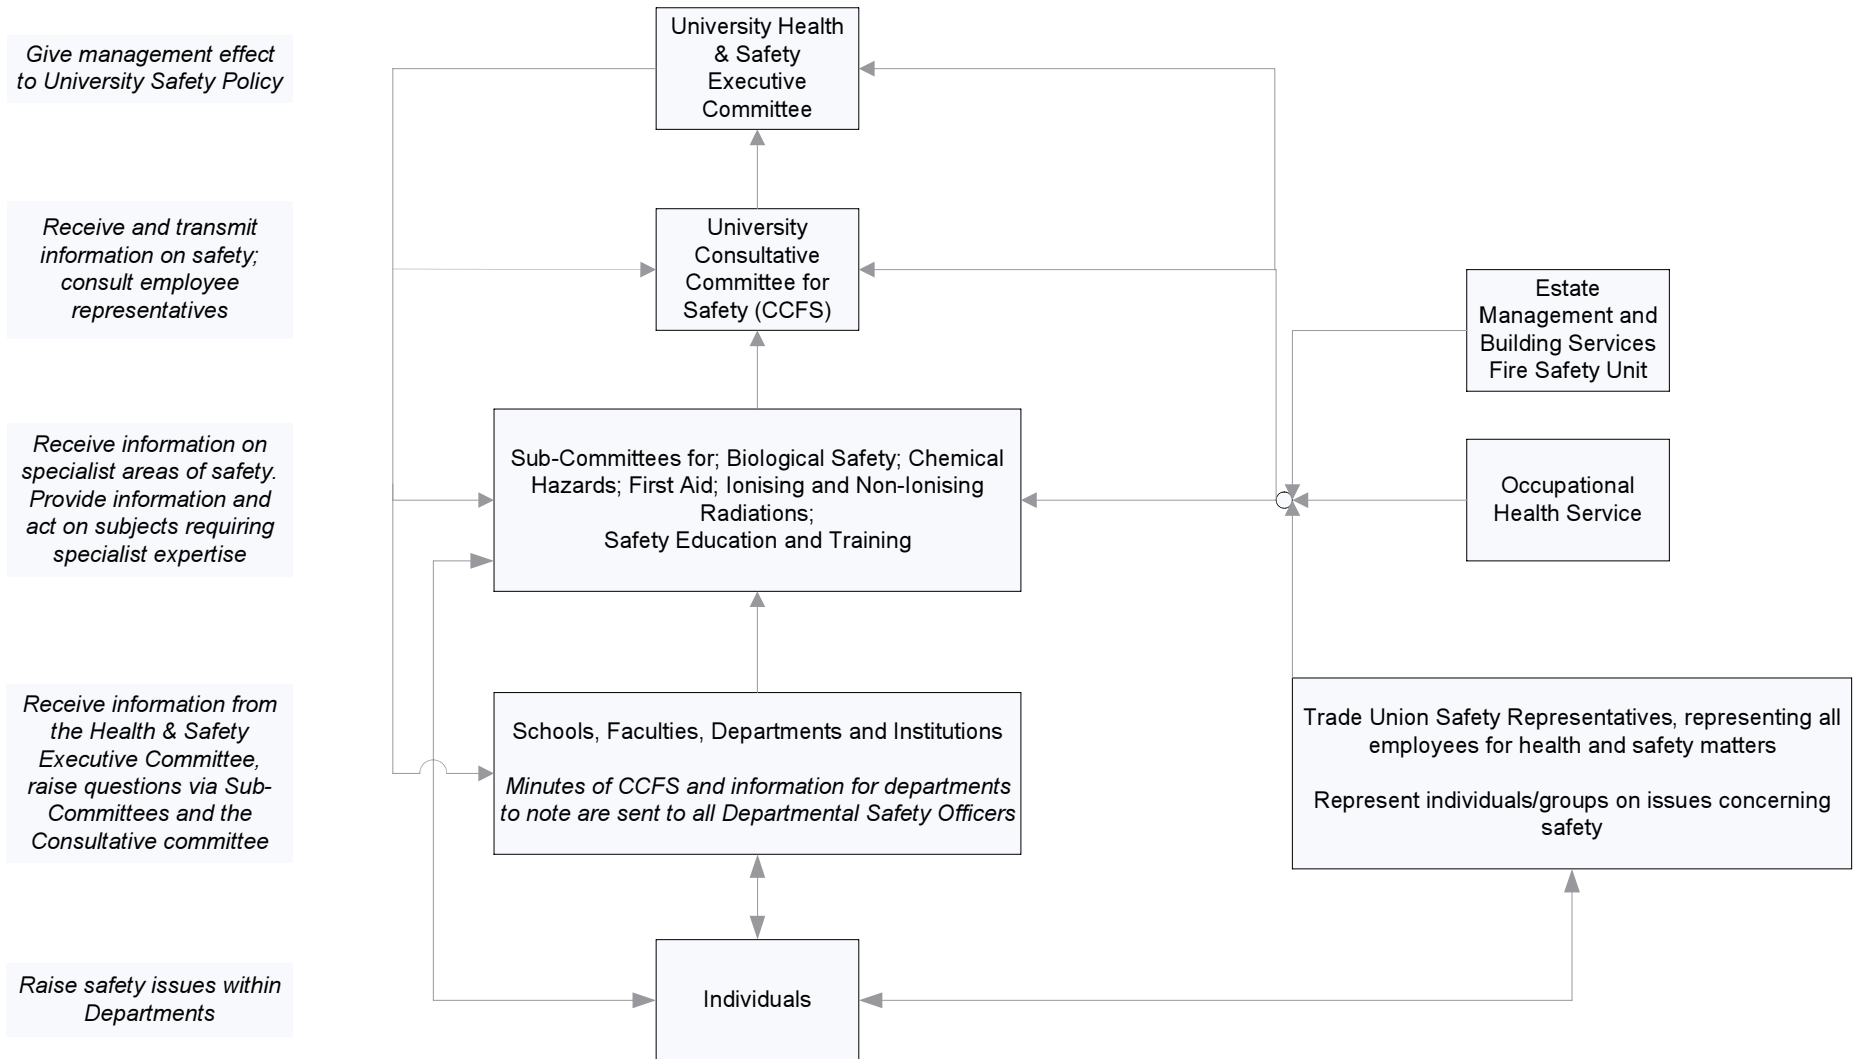 University Health
& Safety
Executive
Committee
Give management effect
to University Safety Policy
University
Consultative
Committee for
Safety (CCFS)
Receive and transmit
information on safety;
consult employee
representatives
Estate
Management and
Building Services
Fire Safety Unit
Receive information on
specialist areas of safety.
Provide information and
act on subjects requiring
specialist expertise
Sub-Committees for; Biological Safety; Chemical
Hazards; First Aid; Ionising and Non-Ionising
Radiations;
Safety Education and Training
Occupational
Health Service
Receive information from
the Health & Safety
Executive Committee,
raise questions via Sub-
Committees and the
Consultative committee
Schools, Faculties, Departments and Institutions
Minutes of CCFS and information for departments
to note are sent to all Departmental Safety Officers
Trade Union Safety Representatives, representing all
employees for health and safety matters
Represent individuals/groups on issues concerning
safety
Raise safety issues within
Departments
Individuals